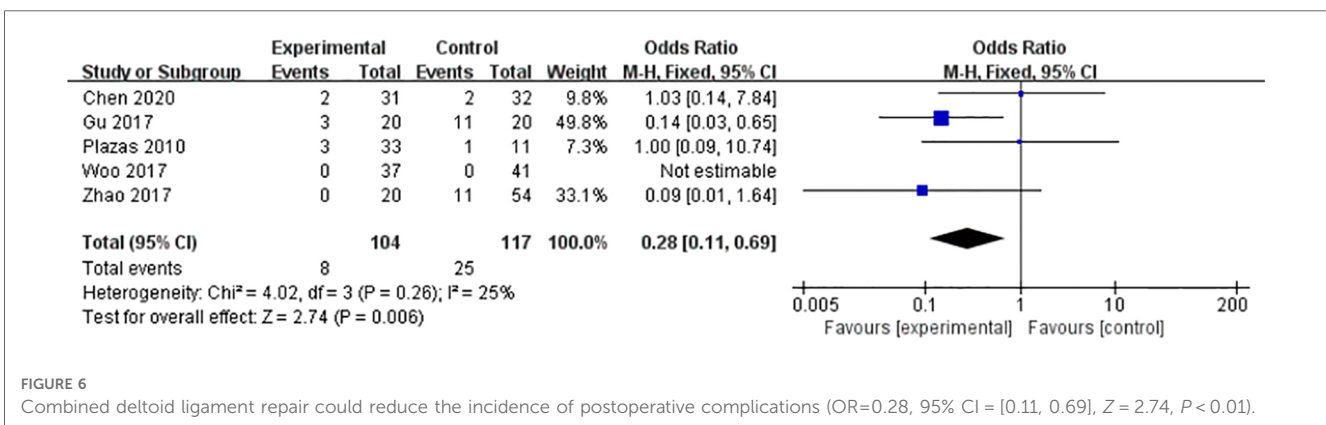 Experimental Control Odds Ratio Odds Ratio
Study or Subgroup Events Total Events Total Weight M-H, Fixed, 95% CI M-H, Fixed, 95% CI
Chen 2020 2 31 2 32 9.8% 1.03 [0.14, 7.84]
Gu 2017 3 20 11 20 49.8% 0.14 [0.03, 0.65]
Plazas 2010 3 33 1 11 7.3% 1.00 [0.09, 10.74]
Woo 2017 0 37 0 41 Not estimable
Zhao 2017 0 20 11 54 33.1% 0.09 [0.01, 1.64]
Total (95% CI) 104 117 100.0% 0.28 [0.11, 0.69]
Total events 8 25
Heterogeneity: Chi² = 4.02, df = 3 (P = 0.26); I² = 25%
Test for overall effect: Z = 2.74 (P = 0.006)
0.005 0.1 1 10 200
Favours [experimental] Favours [control]
FIGURE 6
Combined deltoid ligament repair could reduce the incidence of postoperative complications (OR=0.28, 95% CI = [0.11, 0.69], Z = 2.74, P < 0.01).